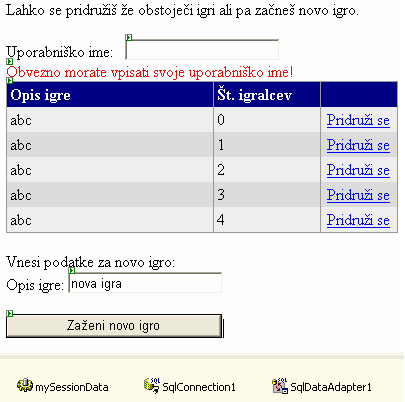 Lahko se pridružiš že obstoječi igri ali pa začneš novo igro.
Uporabniško ime:
Obvezno morate vpisati svoje uporabniško ime!
Opis igre Št. igralcev
abc 0 Pridruži se
abc 1 Pridruži se
abc 2 Pridruži se
abc 3 Pridruži se
abc 4 Pridruži se
Vnesi podatke za novo igro:
Opis igre: nova igra
Zaženi novo igro
mySessionData SqlConnection1 SqlDataAdapter1